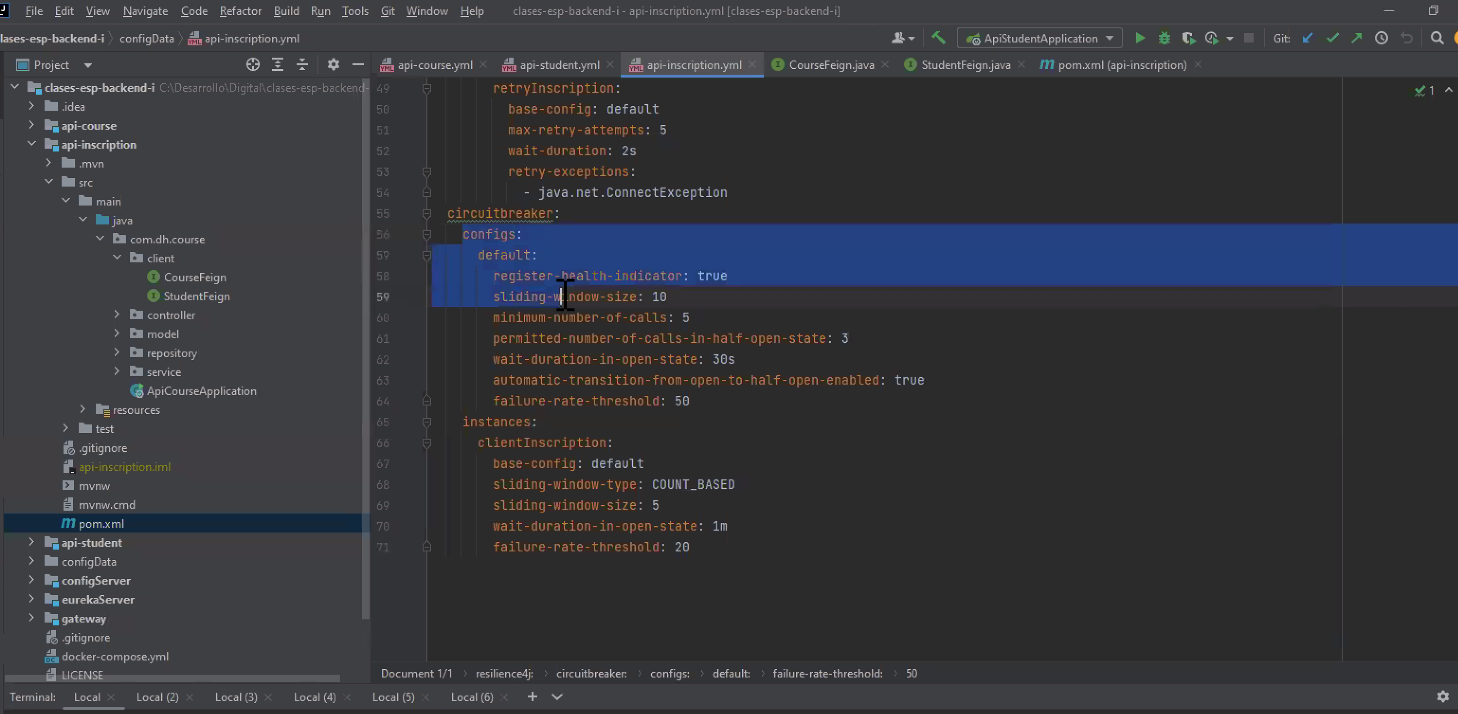 File Edit View Navigate Code Refactor Build Run Tools Git Window Help clases-esp-backend-i - api-inscription.yml [clases-esp-backend-i]
lases-esp-backend-i configData api-inscription.yml ApiStudentApplication Git:
Project api-course.yml api-student.yml api-inscription.yml CourseFeign.java StudentFeign.java pom.xml (api-inscription)
clases-esp-backend-i C:\Desarrollo\Digital\clases-esp-backend-
.idea
api-course
api-inscription
.mvn
src
main
java
com.dh.course
client
CourseFeign
StudentFeign
controller
model
repository
service
ApiCourseApplication
resources
test
.gitignore
api-inscription.iml
mvnw
mvnw.cmd
pom.xml
api-student
configData
configServer
eurekaServer
gateway
.gitignore
docker-compose.yml
LICENSE
49 retryInscription:
50 base-config: default
51 max-retry-attempts: 5
52 wait-duration: 2s
53 retry-exceptions:
54 - java.net.ConnectException
55 circuitbreaker:
56 configs:
59 default:
58 register-health-indicator: true
59 sliding-window-size: 10
60 minimum-number-of-calls: 5
61 permitted-number-of-calls-in-half-open-state: 3
62 wait-duration-in-open-state: 30s
63 automatic-transition-from-open-to-half-open-enabled: true
64 failure-rate-threshold: 50
65 instances:
66 clientInscription:
67 base-config: default
68 sliding-window-type: COUNT_BASED
69 sliding-window-size: 5
70 wait-duration-in-open-state: 1m
71 failure-rate-threshold: 20
1
Document 1/1 resilience4j: circuitbreaker: configs: default: failure-rate-threshold: 50
Terminal: Local Local (2) Local (3) Local (4) Local (5) Local (6)